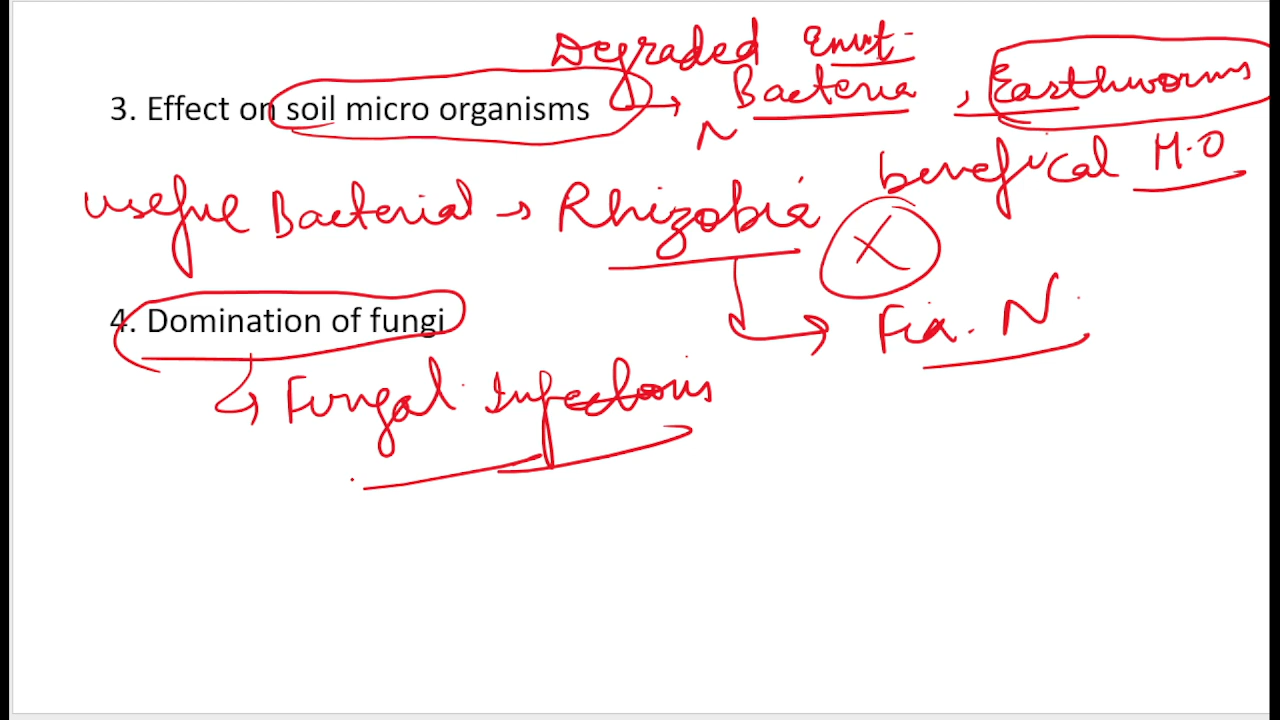 Degraded Envt.
3. Effect on soil micro organisms → Bacteria, Earthworms
N
benefical M.O
useful Bacterial → Rhizobia X
4. Domination of fungi
→ Fix. N
→ Fungal Infections